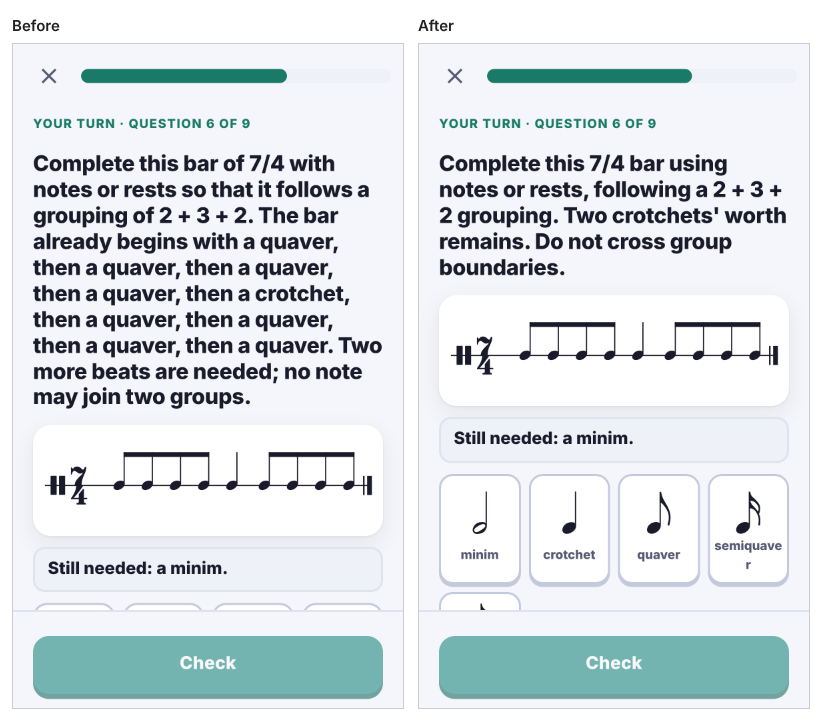 Before
YOUR TURN · QUESTION 6 OF 9
Complete this bar of 7/4 with
notes or rests so that it follows a
grouping of 2 + 3 + 2. The bar
already begins with a quaver,
then a quaver, then a quaver,
then a quaver, then a crotchet,
then a quaver, then a quaver,
then a quaver, then a quaver. Two
more beats are needed; no note
may join two groups.
7
4
Still needed: a minim.
Check
After
YOUR TURN · QUESTION 6 OF 9
Complete this 7/4 bar using
notes or rests, following a 2 + 3 +
2 grouping. Two crotchets' worth
remains. Do not cross group
boundaries.
7
4
Still needed: a minim.
minim
crotchet
quaver
semiquave
r
Check